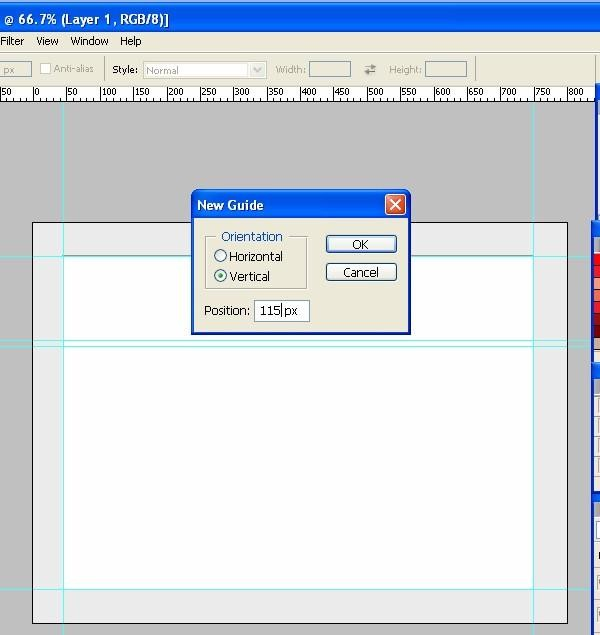 @ 66.7% (Layer 1, RGB/8)]
Filter View Window Help
px Anti-alias Style: Normal Width: Height:
50 0 50 100 150 200 250 300 350 400 450 500 550 600 650 700 750 800
New Guide
Orientation
Horizontal
OK
Vertical
Cancel
Position: 115 px